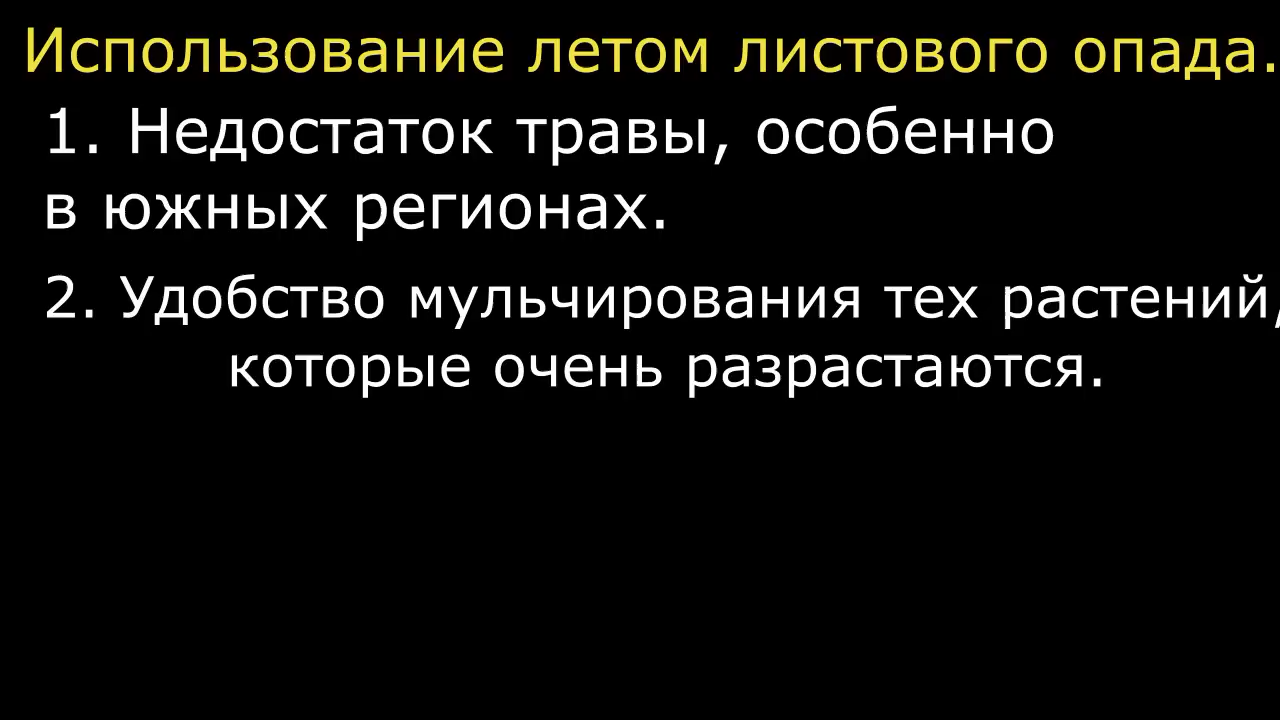 Использование летом листового опада.
1. Недостаток травы, особенно
в южных регионах.
2. Удобство мульчирования тех растений,
которые очень разрастаются.